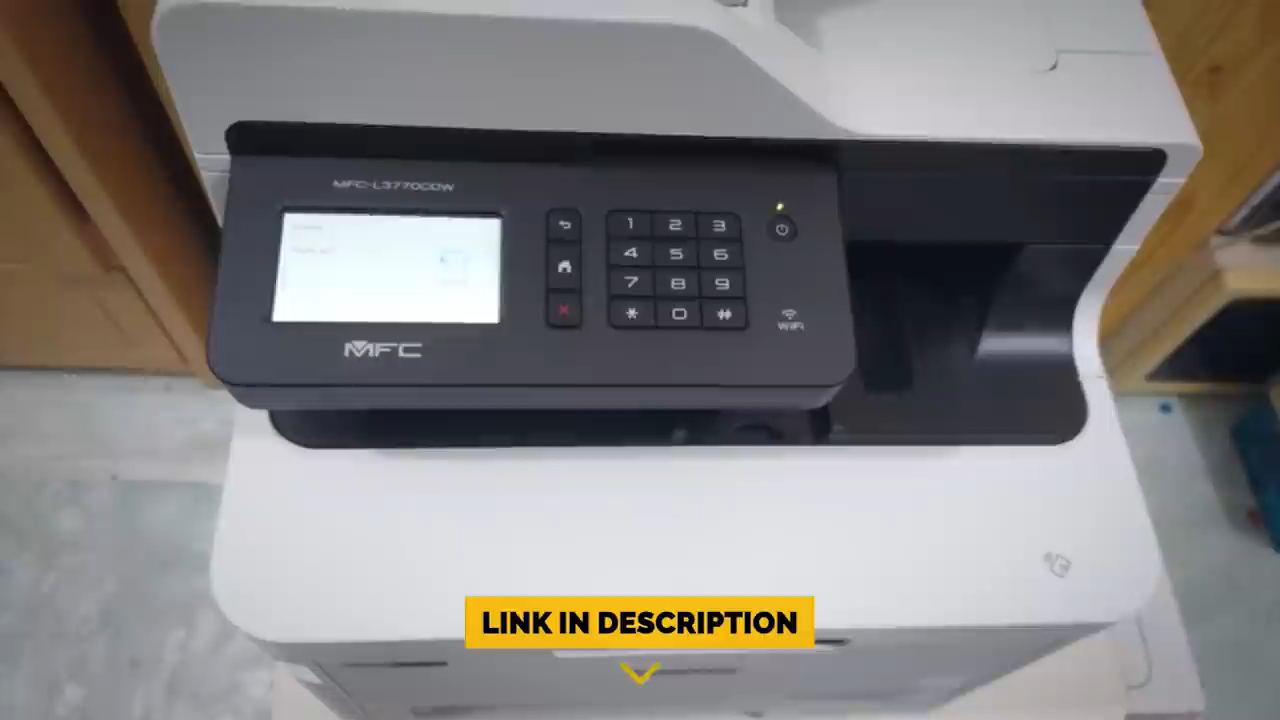 MFC-L3770CDW
1 2 3
4 5 6
7 8 9
* 0 #
WiFi
MFC
LINK IN DESCRIPTION